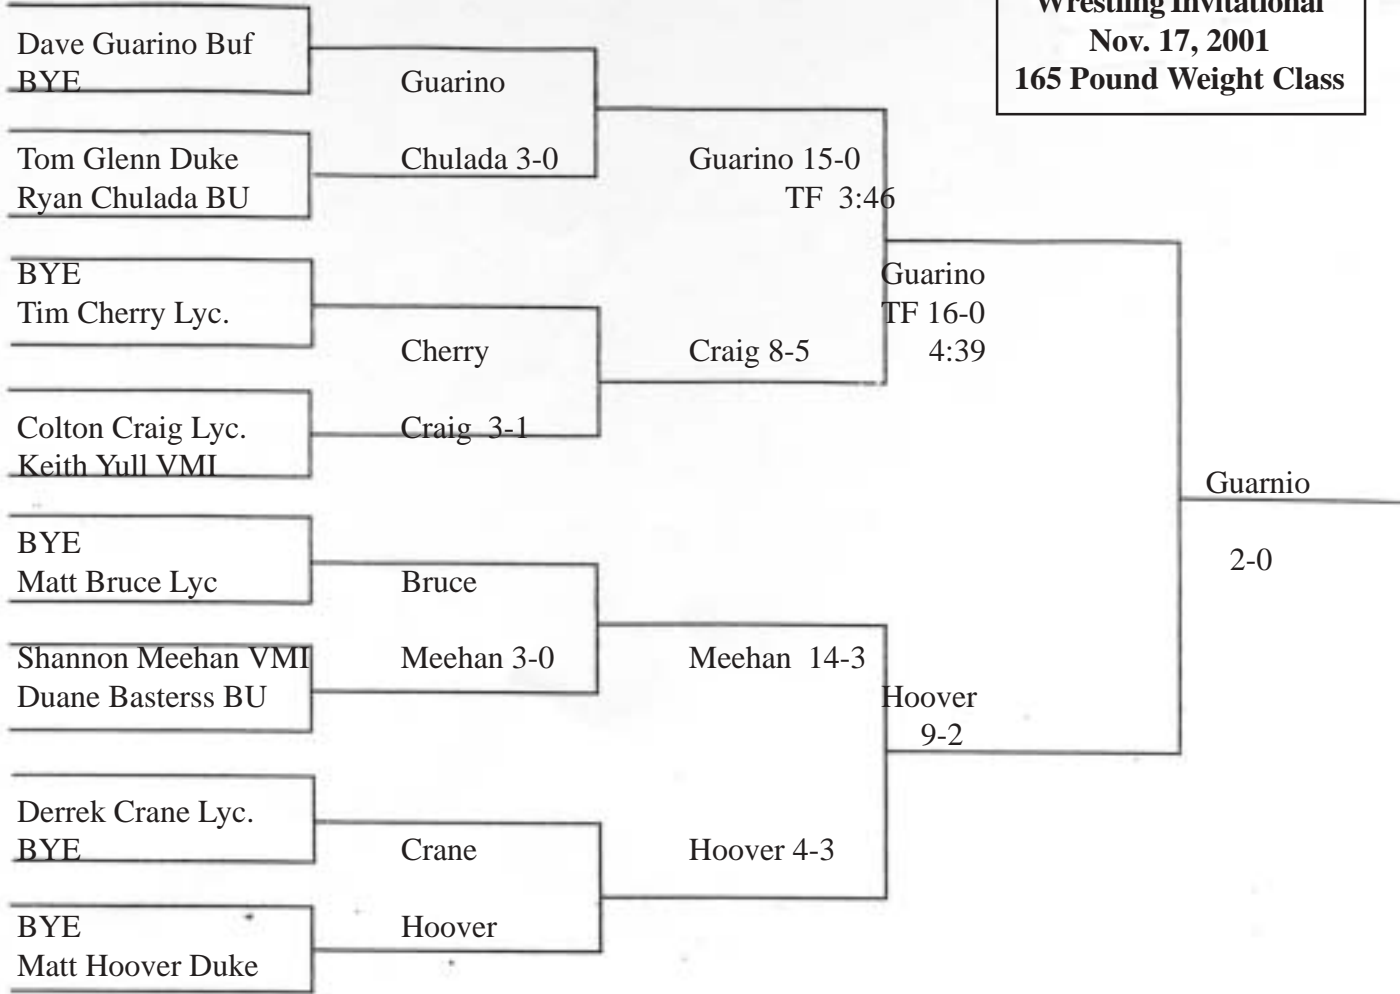 Wrestling Invitational
Nov. 17, 2001
165 Pound Weight Class
Dave Guarino Buf
BYE
Tom Glenn Duke
Ryan Chulada BU
BYE
Tim Cherry Lyc.
Colton Craig Lyc.
Keith Yull VMI
BYE
Matt Bruce Lyc
Shannon Meehan VMI
Duane Basterss BU
Derrek Crane Lyc.
BYE
BYE
Matt Hoover Duke
Guarino
Chulada 3-0
Cherry
Craig 3-1
Bruce
Meehan 3-0
Crane
Hoover
Guarino 15-0
TF 3:46
Craig 8-5
Meehan 14-3
Hoover 4-3
Guarino
TF 16-0
4:39
Hoover
9-2
Guarnio
2-0